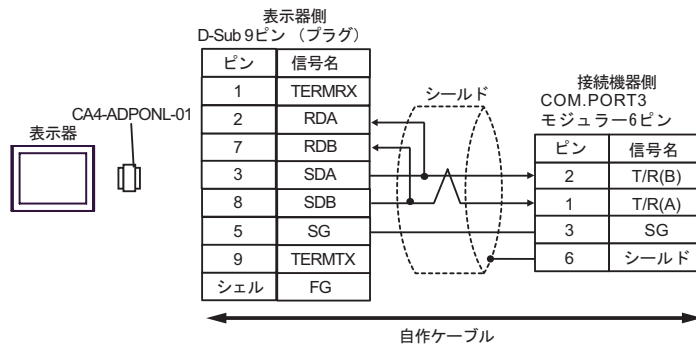 表示器側
D-Sub 9ピン （プラグ）
ピン 信号名
1 TERMRX
2 RDA
7 RDB
3 SDA
8 SDB
5 SG
9 TERMTX
シェル FG
シールド
接続機器側
COM.PORT3
モジュラー6ピン
ピン 信号名
2 T/R(B)
1 T/R(A)
3 SG
6 シールド
CA4-ADPONL-01
表示器
自作ケーブル